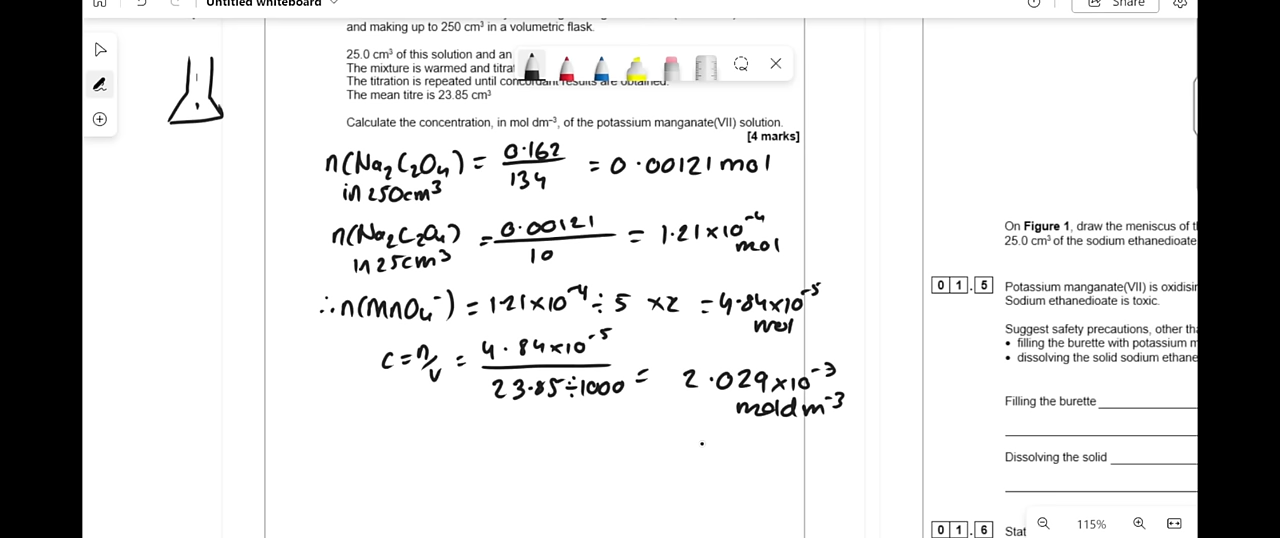 Untitled whiteboard
Share
and making up to 250 cm³ in a volumetric flask.
25.0 cm³ of this solution and an
The mixture is warmed and titrat
The titration is repeated until concordant results are obtained.
The mean titre is 23.85 cm³
Calculate the concentration, in mol dm⁻³, of the potassium manganate(VII) solution.
[4 marks]
n(Na₂C₂O₄) = 0.162 / 134 = 0.00121 mol
in 250cm³
n(Na₂C₂O₄) = 0.00121 / 10 = 1.21×10⁻⁴ mol
in 25cm³
∴ n(MnO₄⁻) = 1.21×10⁻⁴ ÷ 5 ×2 = 4.84×10⁻⁵ mol
C = n/v = 4.84×10⁻⁵ / 23.85÷1000 = 2.029×10⁻³ moldm⁻³
On Figure 1, draw the meniscus of t
25.0 cm³ of the sodium ethanedioate
0 1 . 5 Potassium manganate(VII) is oxidisin
Sodium ethanedioate is toxic.
Suggest safety precautions, other tha
• filling the burette with potassium m
• dissolving the solid sodium ethane
Filling the burette
Dissolving the solid
0 1 . 6 Stat
115%